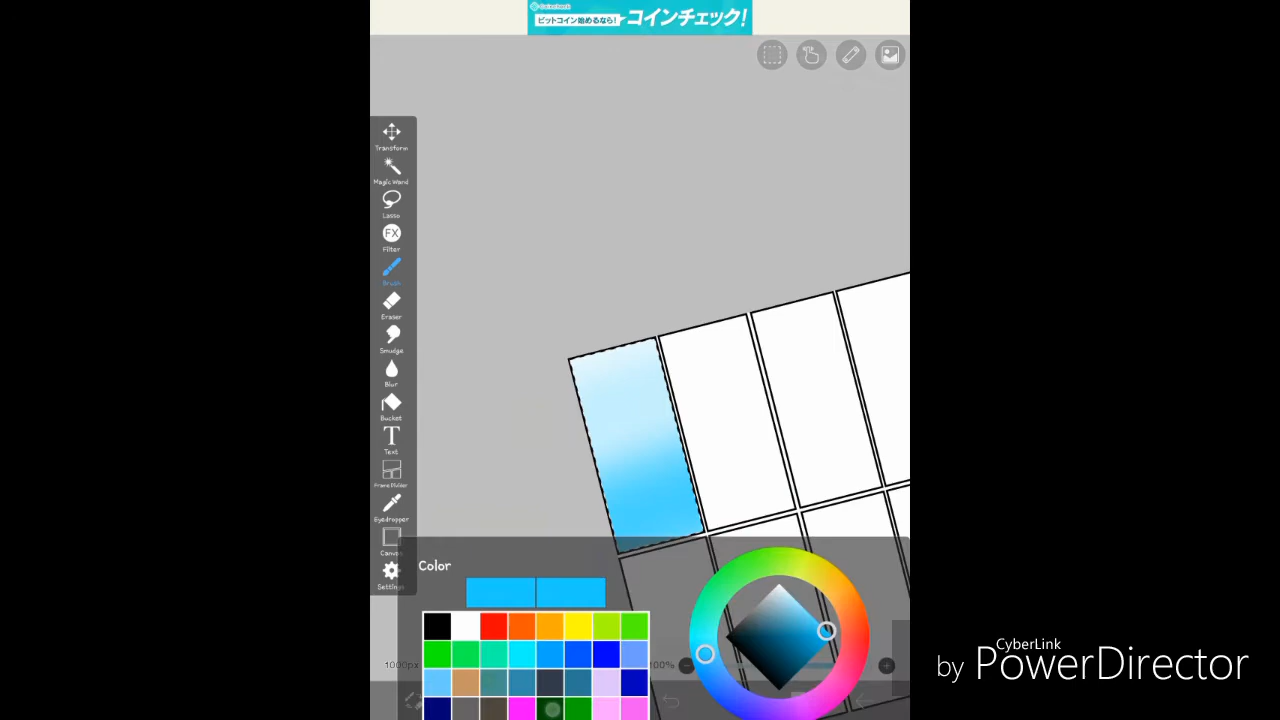 ビットコイン始めるなら!
コインチェック!
Transform
Magic Wand
Lasso
FX
Filter
Brush
Eraser
Smudge
Blur
Bucket
T
Text
Frame Divider
Eyedropper
Canvas
Settings
Color
1000px
100%
CyberLink
by PowerDirector